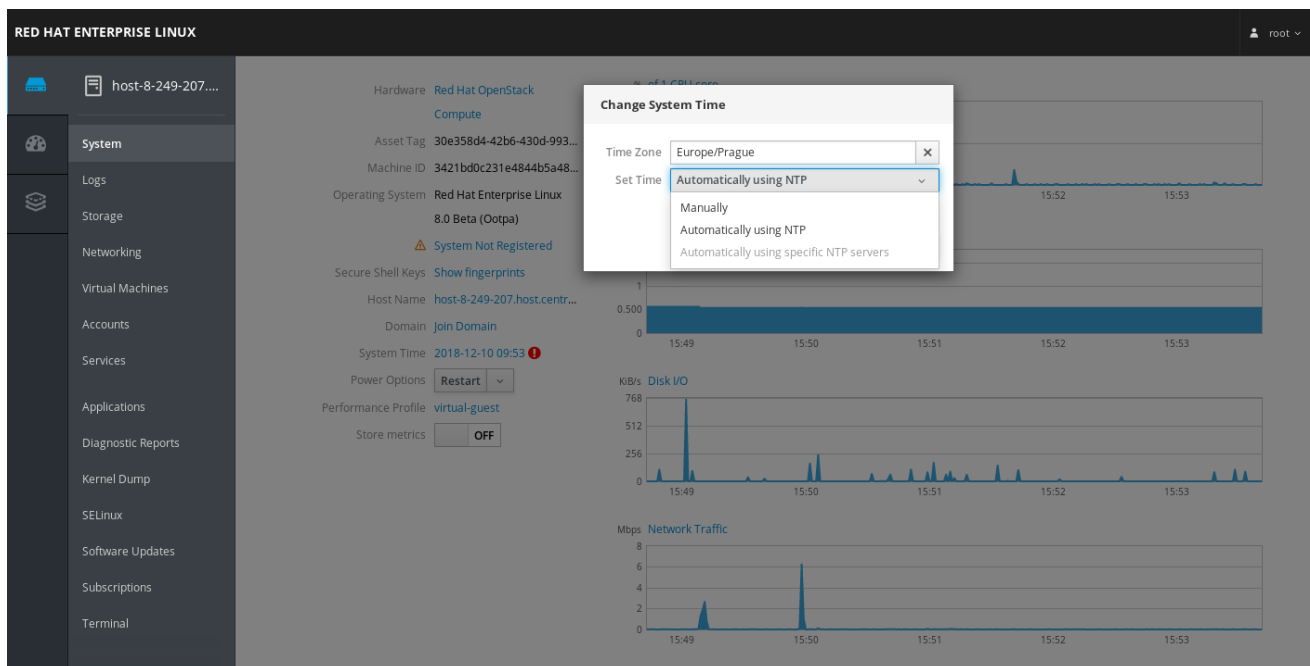 RED HAT ENTERPRISE LINUX
root
host-8-249-207....
System
Logs
Storage
Networking
Virtual Machines
Accounts
Services
Applications
Diagnostic Reports
Kernel Dump
SELinux
Software Updates
Subscriptions
Terminal
Hardware Red Hat OpenStack
Compute
Asset Tag 30e358d4-42b6-430d-993...
Machine ID 3421bd0c231e4844b5a48...
Operating System Red Hat Enterprise Linux
8.0 Beta (Ootpa)
System Not Registered
Secure Shell Keys Show fingerprints
Host Name host-8-249-207.host.centr...
Domain Join Domain
System Time 2018-12-10 09:53
Power Options Restart
Performance Profile virtual-guest
Store metrics OFF
% of 1 CPU core
Change System Time
Time Zone Europe/Prague
Set Time Automatically using NTP
Manually
Automatically using NTP
Automatically using specific NTP servers
15:52 15:53
1
0.500
0
15:49 15:50 15:51 15:52 15:53
KiB/s Disk I/O
768
512
256
0
15:49 15:50 15:51 15:52 15:53
Mbps Network Traffic
8
6
4
2
0
15:49 15:50 15:51 15:52 15:53